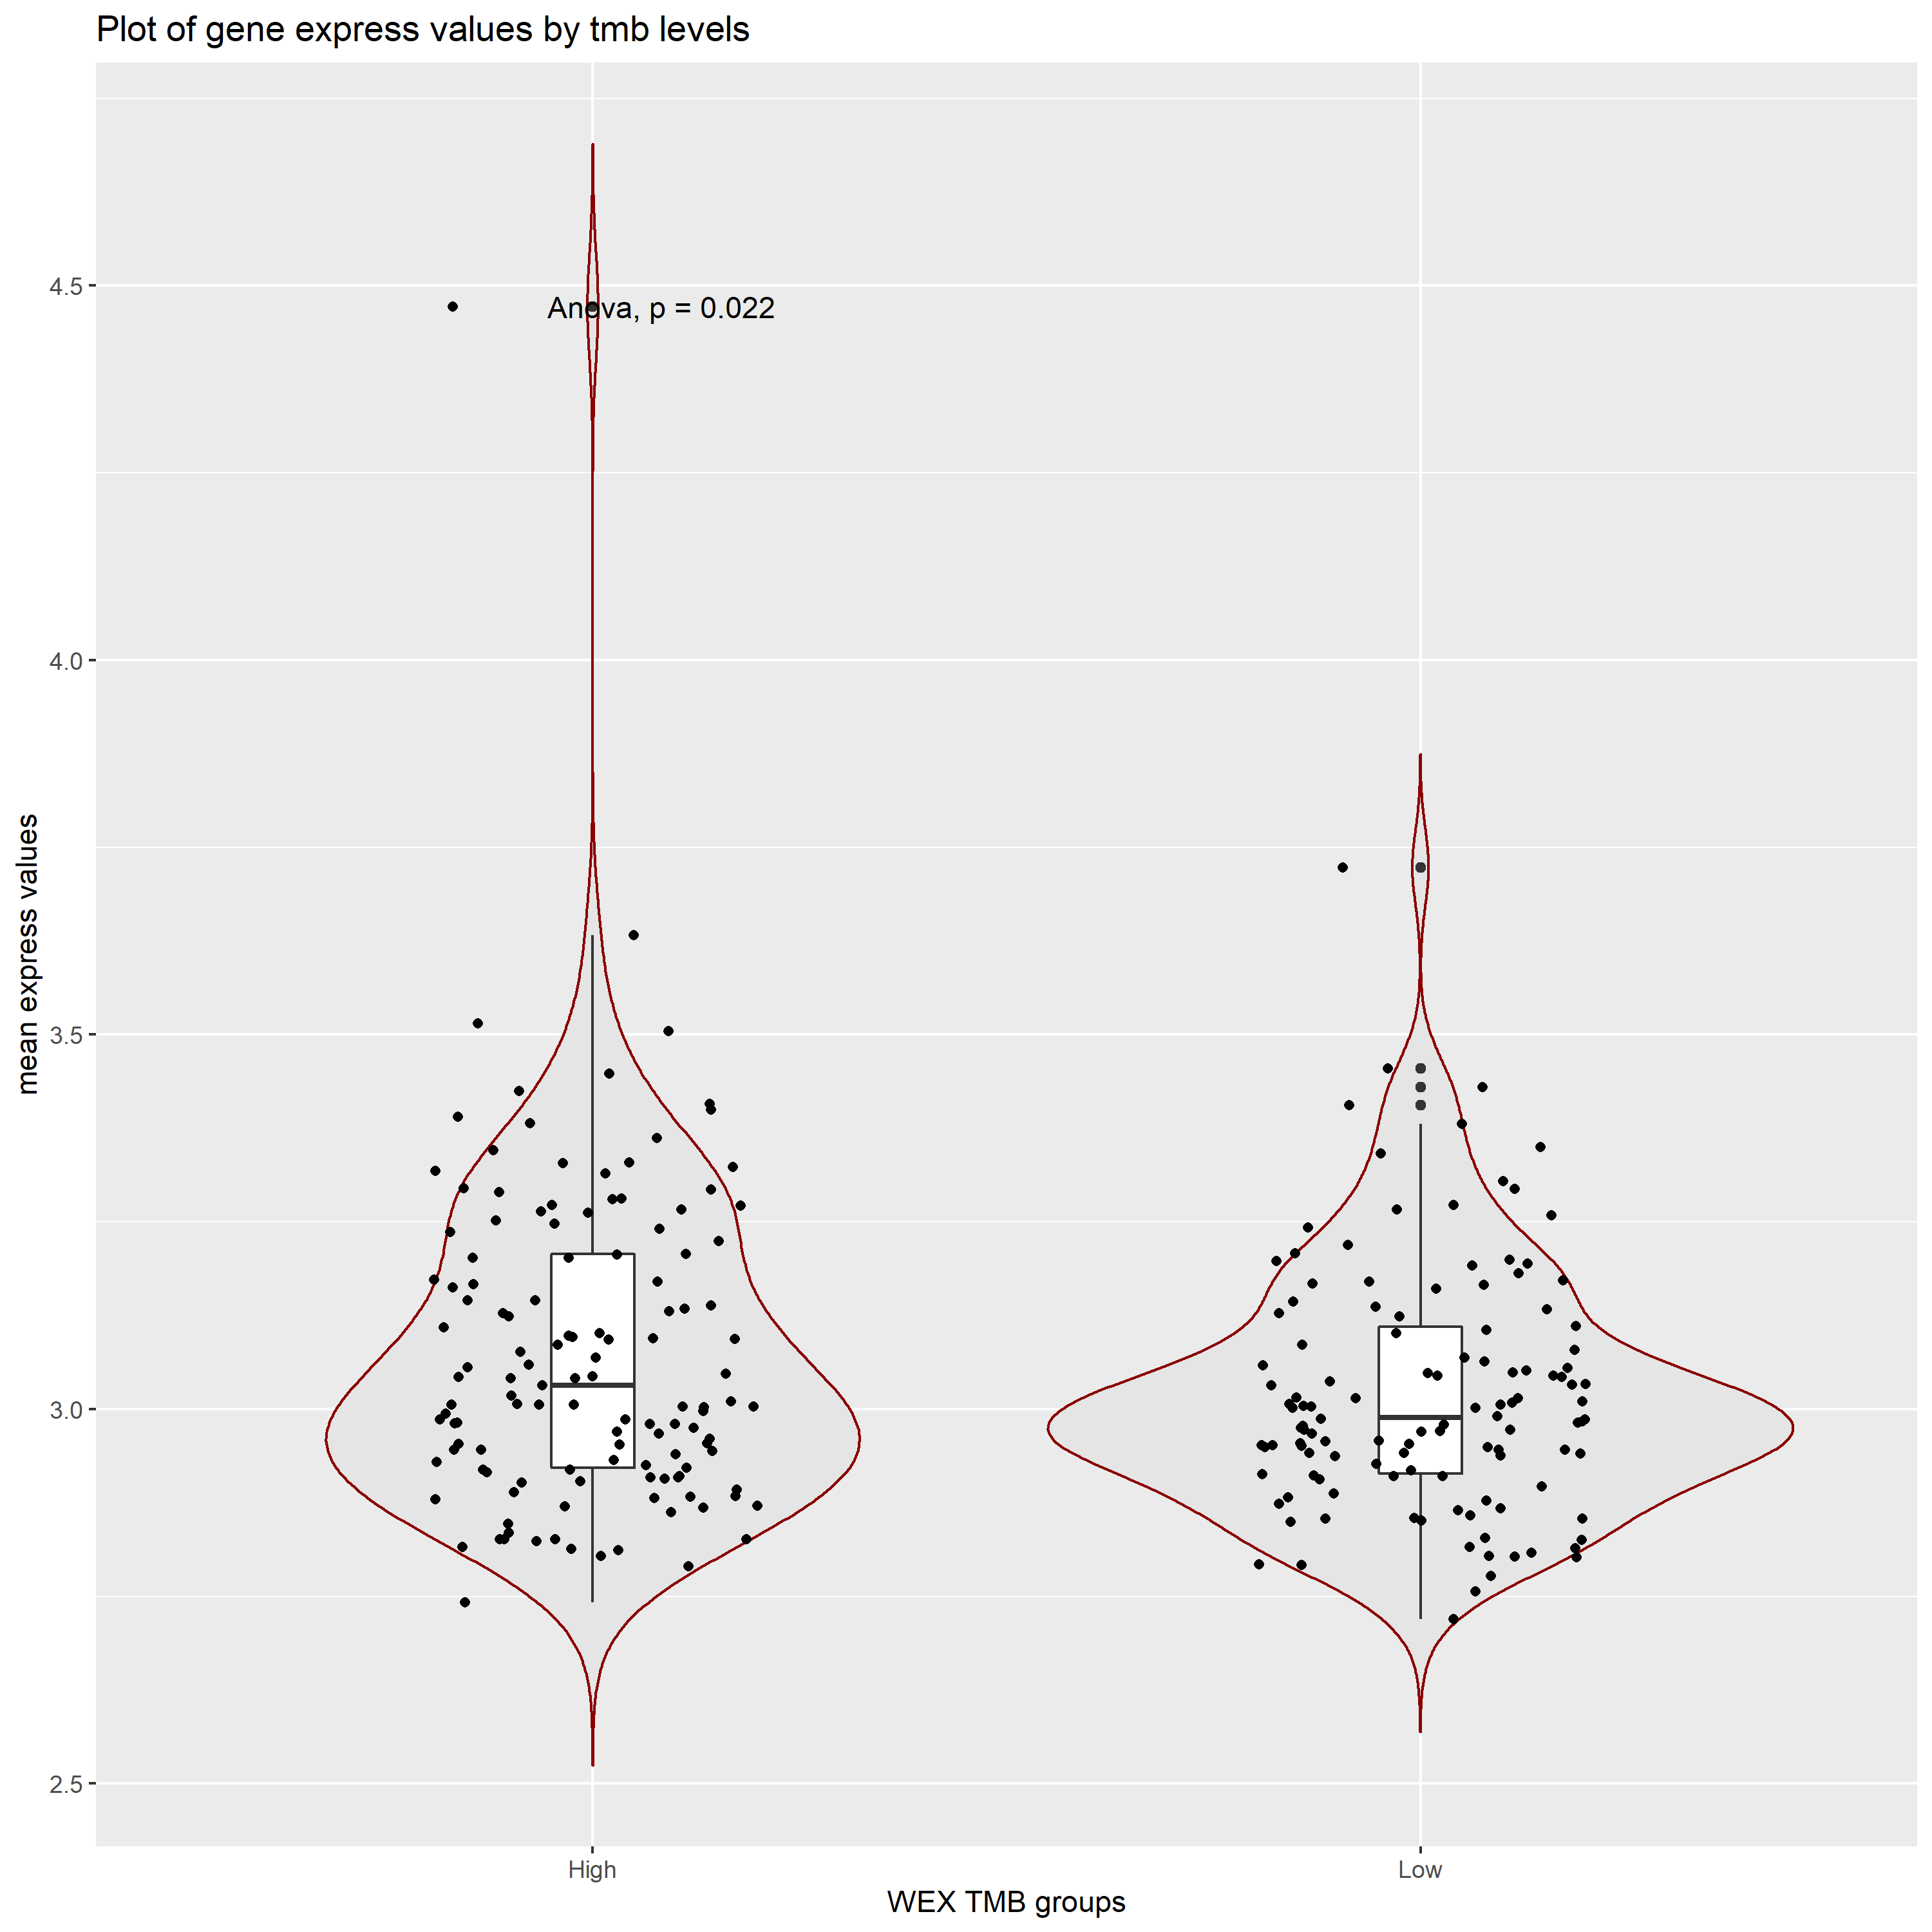 Plot of gene express values by tmb levels
mean express values
4.5
4.0
3.5
3.0
2.5
Anova, p = 0.022
High
Low
WEX TMB groups